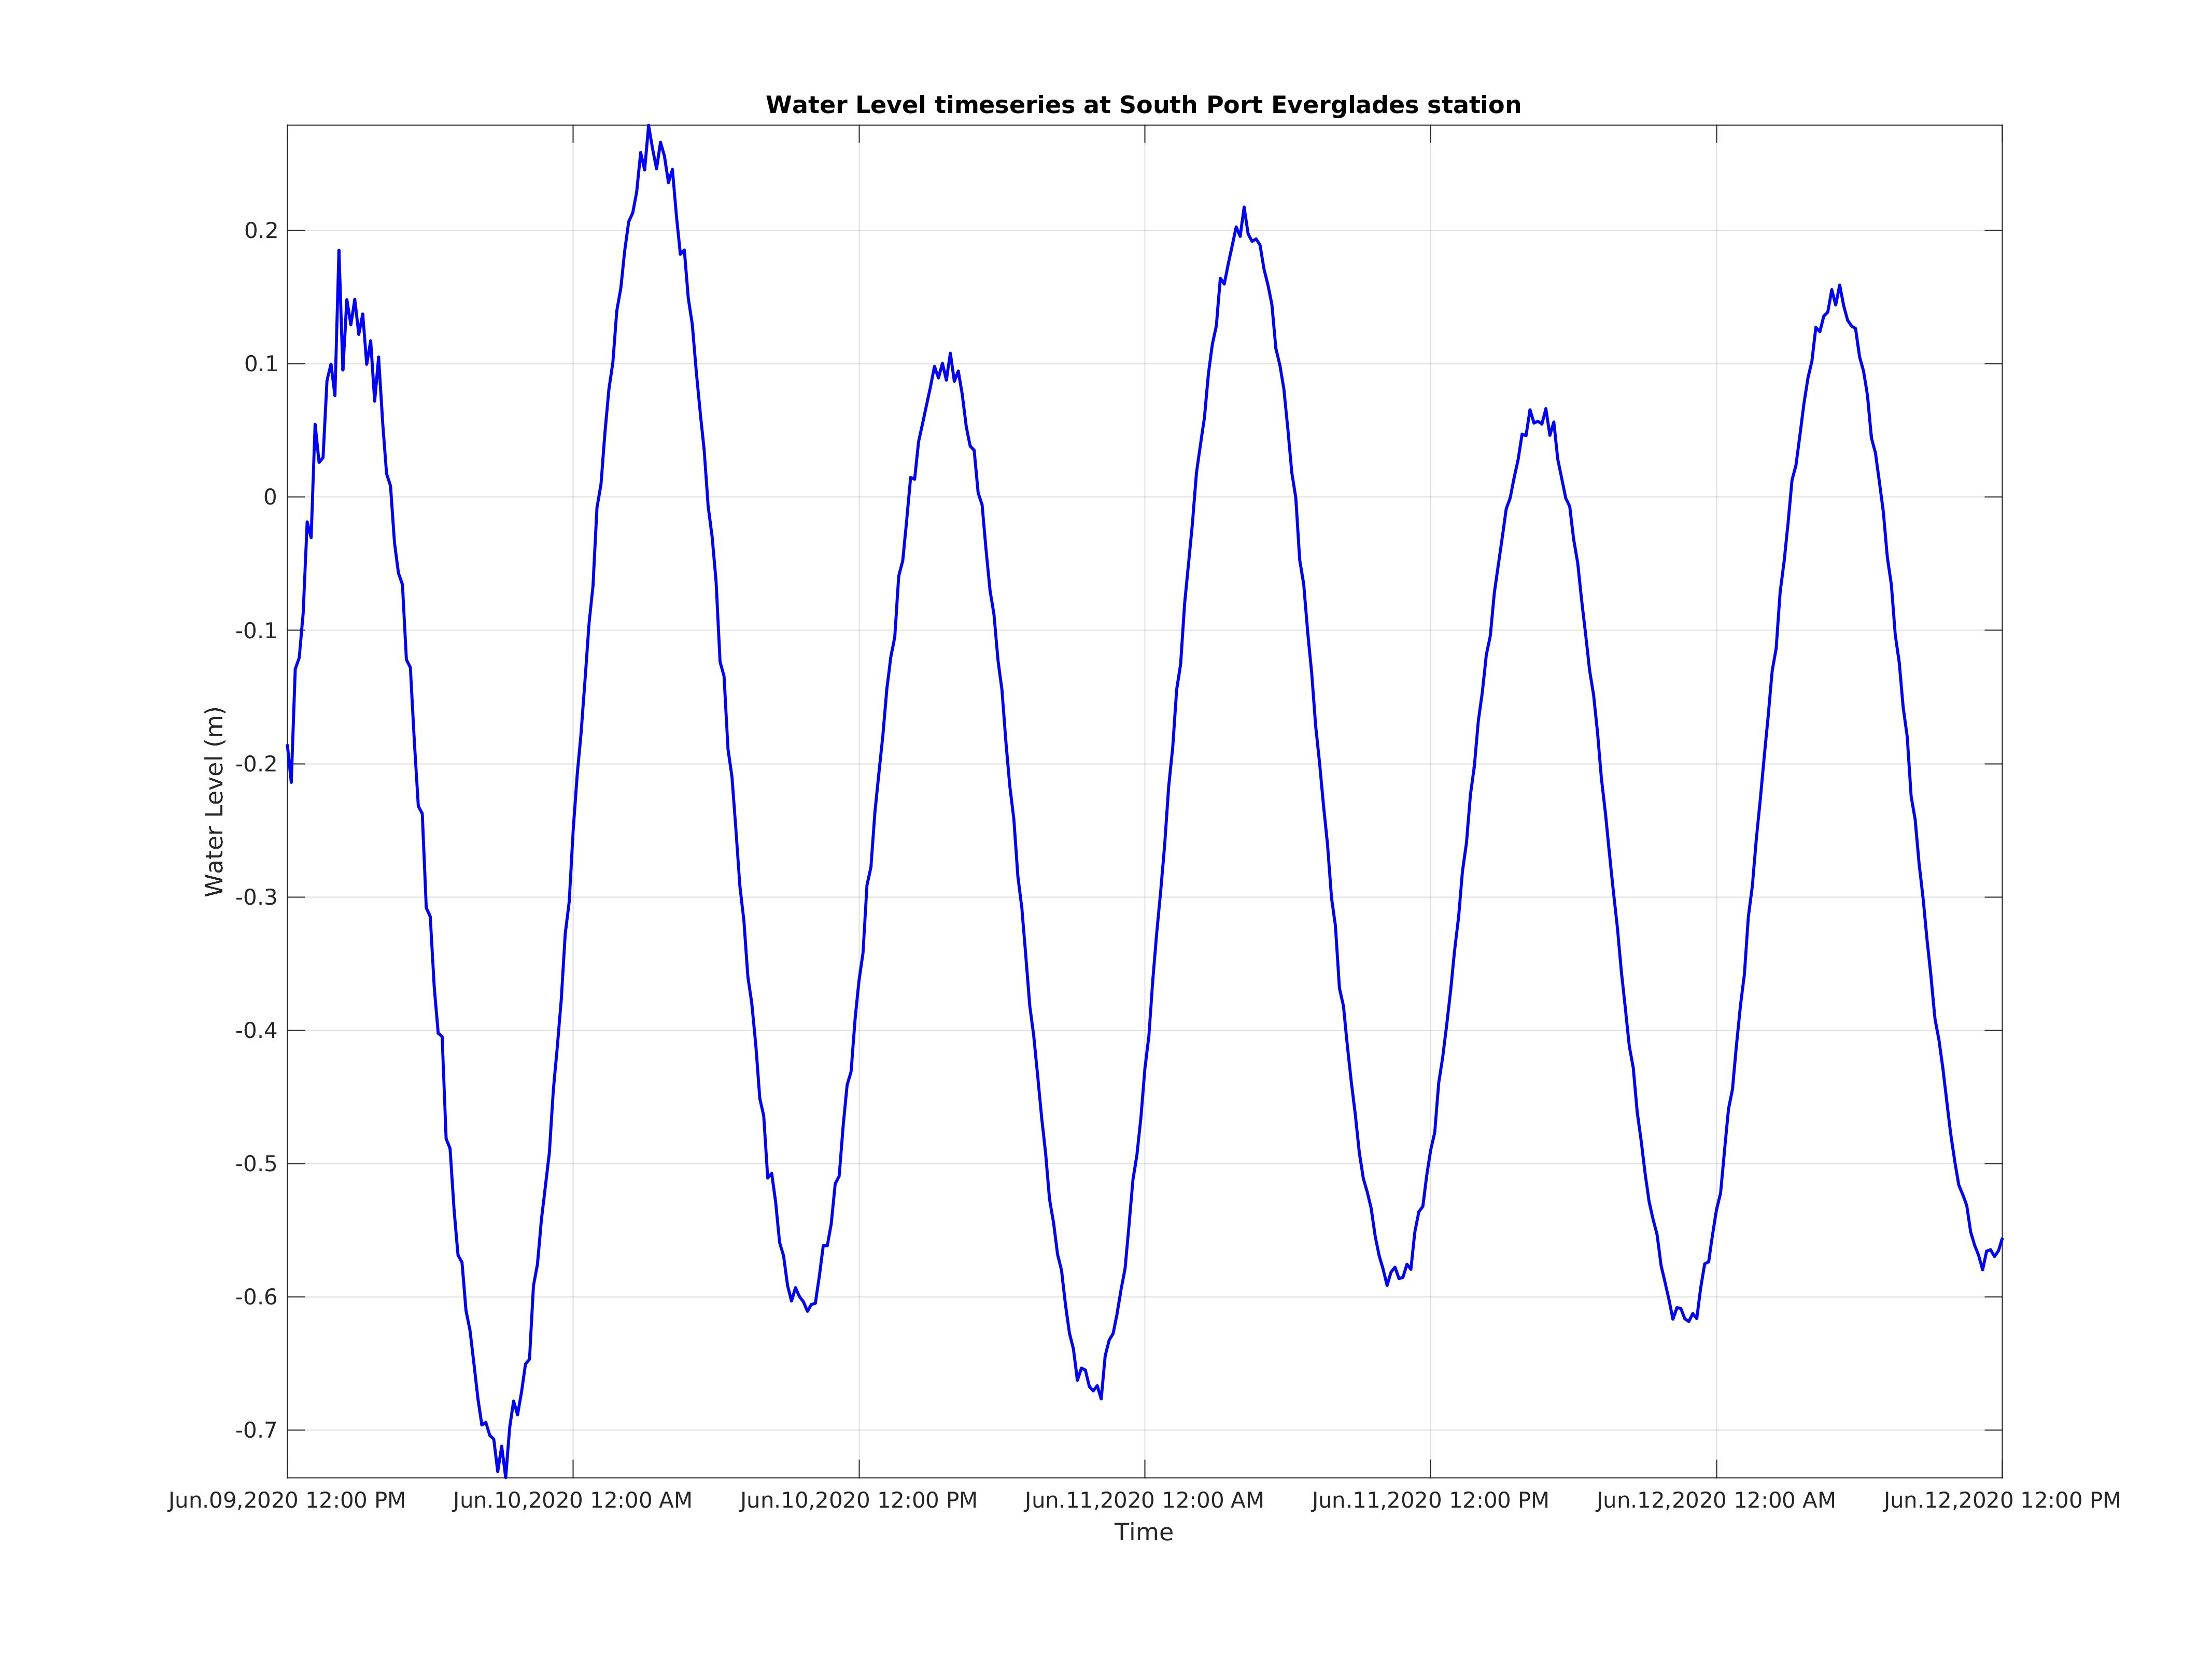 Water Level timeseries at South Port Everglades station
0.2
0.1
0
-0.1
-0.2
-0.3
-0.4
-0.5
-0.6
-0.7
Water Level (m)
Jun.09,2020 12:00 PM
Jun.10,2020 12:00 AM
Jun.10,2020 12:00 PM
Jun.11,2020 12:00 AM
Jun.11,2020 12:00 PM
Jun.12,2020 12:00 AM
Jun.12,2020 12:00 PM
Time